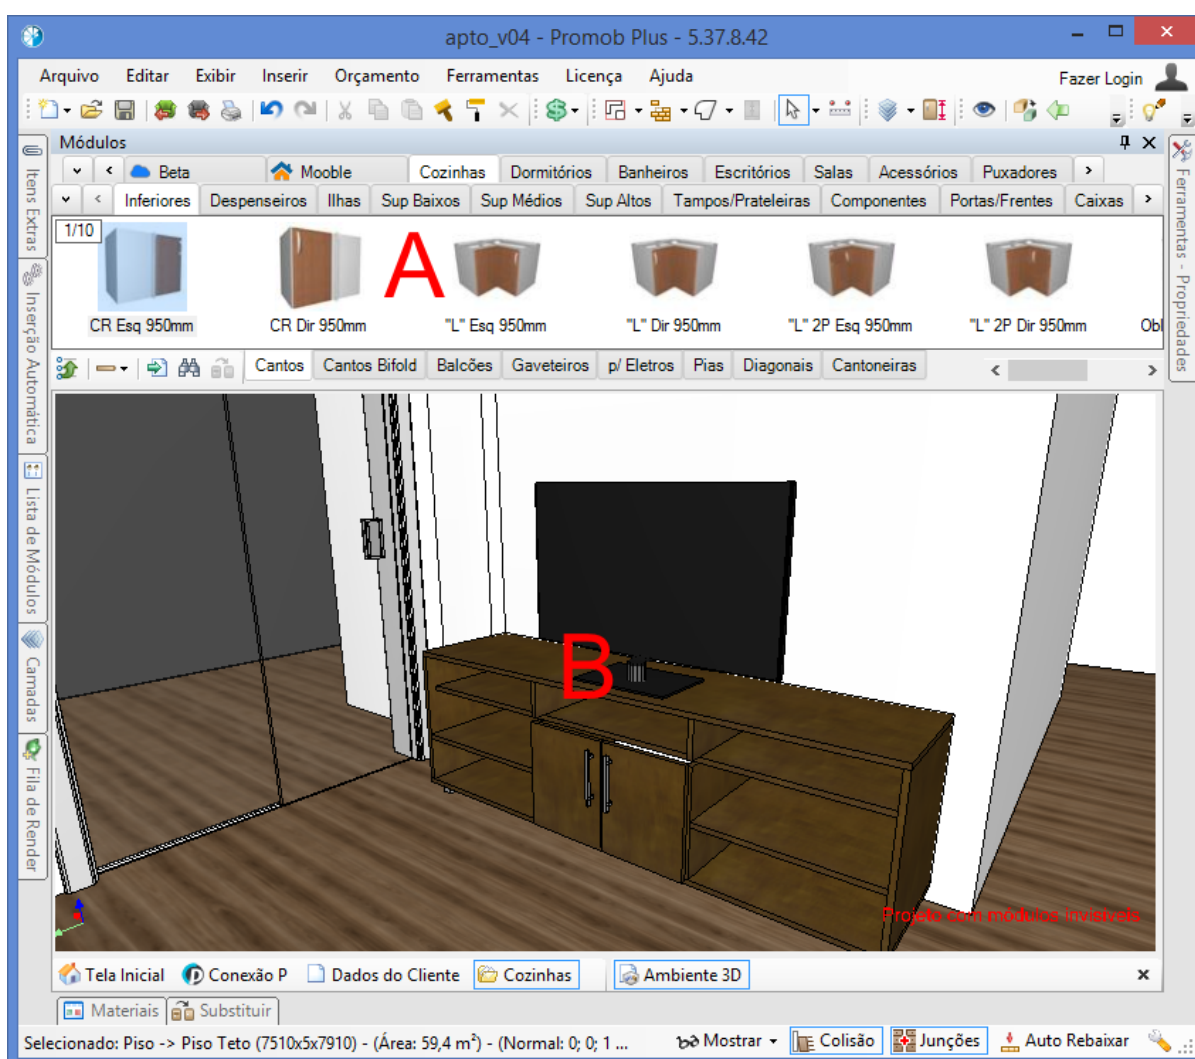 apto_v04 - Promob Plus - 5.37.8.42
Arquivo Editar Exibir Inserir Orçamento Ferramentas Licença Ajuda Fazer Login
Módulos
Beta Mooble Cozinhas Dormitórios Banheiros Escritórios Salas Acessórios Puxadores
Inferiores Despenseiros Ilhas Sup Baixos Sup Médios Sup Altos Tampos/Prateleiras Componentes Portas/Frentes Caixas
1/10
A
CR Esq 950mm CR Dir 950mm "L" Esq 950mm "L" Dir 950mm "L" 2P Esq 950mm "L" 2P Dir 950mm Obl
Cantos Cantos Bifold Balcões Gaveteiros p/ Eletros Pias Diagonais Cantoneiras
Itens Extras
Inserção Automática
Lista de Módulos
Camadas
Fila de Render
Ferramentas - Propriedades
B
Projeto com módulos invisíveis
Tela Inicial Conexão P Dados do Cliente Cozinhas Ambiente 3D
Materiais Substituir
Selecionado: Piso -> Piso Teto (7510x5x7910) - (Área: 59,4 m²) - (Normal: 0; 0; 1 ... Mostrar Colisão Junções Auto Rebaixar